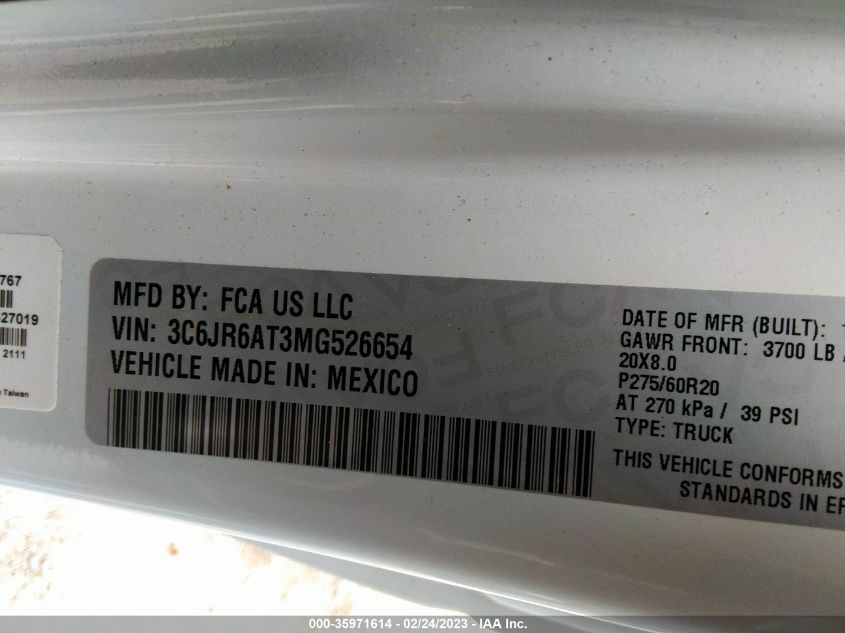 767
27019
2111
Taiwan
MFD BY: FCA US LLC
VIN: 3C6JR6AT3MG526654
VEHICLE MADE IN: MEXICO
DATE OF MFR (BUILT):
GAWR FRONT: 3700 LB
20X8.0
P275/60R20
AT 270 kPa / 39 PSI
TYPE: TRUCK
THIS VEHICLE CONFORMS
STANDARDS IN
000-35971614 - 02/24/2023 - IAA Inc.